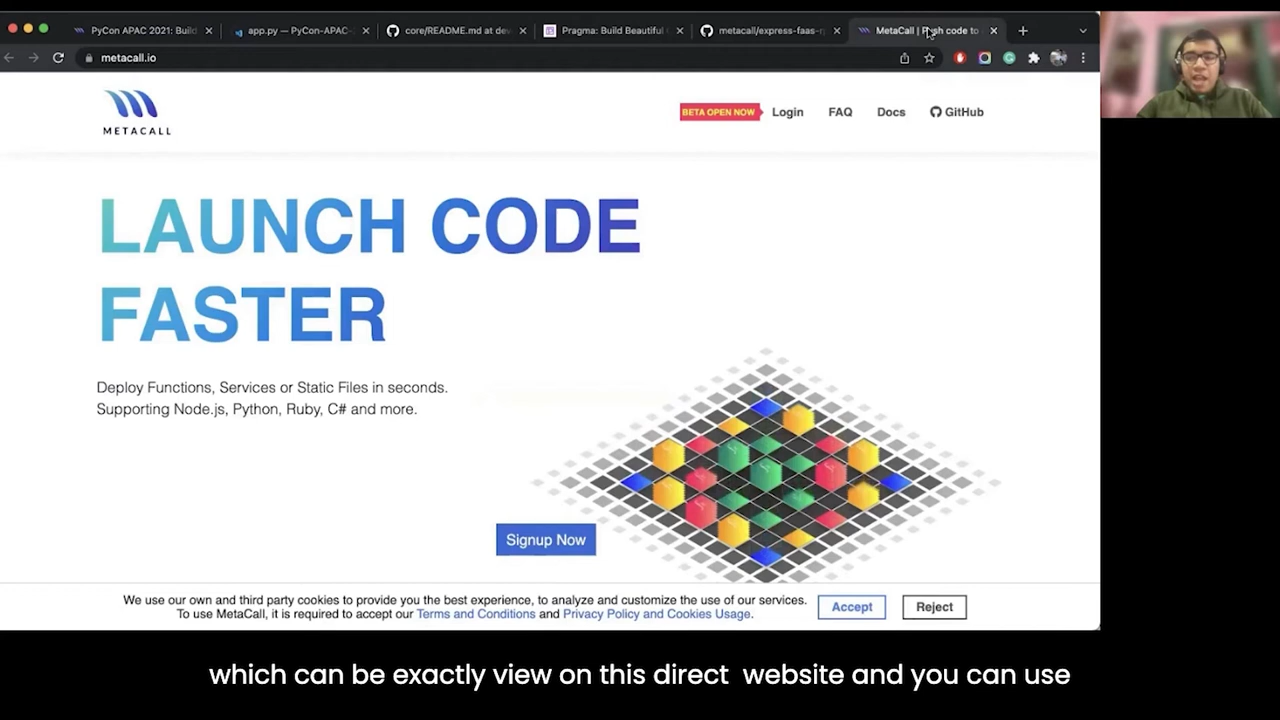 PyCon APAC 2021: Build
app.py — PyCon-APAC-
core/README.md at dev
Pragma: Build Beautiful
metacall/express-faas-r
MetaCall | Push code to
metacall.io
METACALL
BETA OPEN NOW
Login
FAQ
Docs
GitHub
LAUNCH CODE
FASTER
Deploy Functions, Services or Static Files in seconds.
Supporting Node.js, Python, Ruby, C# and more.
Signup Now
We use our own and third party cookies to provide you the best experience, to analyze and customize the use of our services.
To use MetaCall, it is required to accept our Terms and Conditions and Privacy Policy and Cookies Usage.
Accept
Reject
which can be exactly view on this direct website and you can use